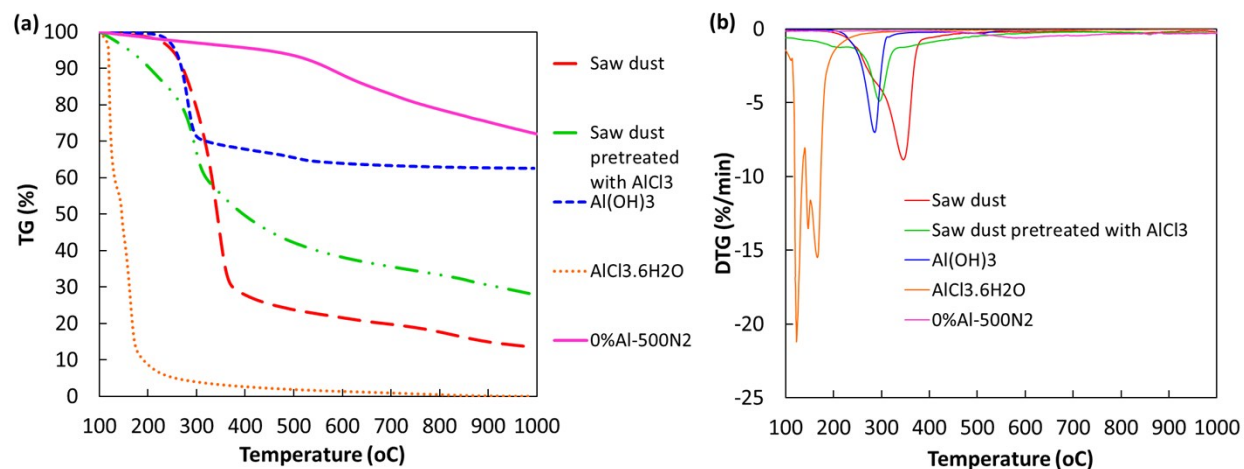 (a)
100
90
80
70
60
50
40
30
20
10
0
TG (%)
100 200 300 400 500 600 700 800 900 1000
Temperature (oC)
Saw dust
Saw dust
pretreated
with AlCl3
Al(OH)3
AlCl3.6H2O
0%Al-500N2
(b)
0
-5
-10
-15
-20
-25
DTG (%/min)
Saw dust
Saw dust pretreated with AlCl3
Al(OH)3
AlCl3.6H2O
0%Al-500N2
100 200 300 400 500 600 700 800 900 1000
Temperature (oC)